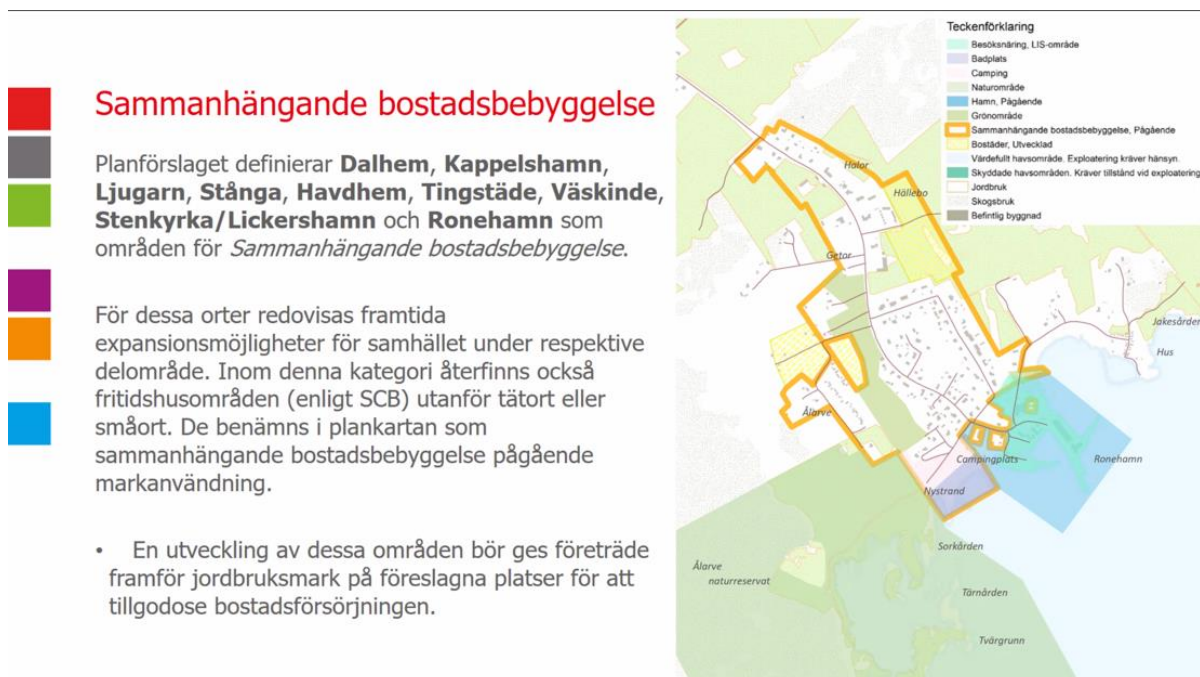 Sammanhängande bostadsbebyggelse
Planförslaget definierar Dalhem, Kappelshamn,
Ljugarn, Stånga, Havdhem, Tingstäde, Väskinde,
Stenkyrka/Lickershamn och Ronehamn som
områden för Sammanhängande bostadsbebyggelse.
För dessa orter redovisas framtida
expansionsmöjligheter för samhället under respektive
delområde. Inom denna kategori återfinns också
fritidshusområden (enligt SCB) utanför tätort eller
småort. De benämns i plankartan som
sammanhängande bostadsbebyggelse pågående
markanvändning.
• En utveckling av dessa områden bör ges företräde
framför jordbruksmark på föreslagna platser för att
tillgodose bostadsförsörjningen.
Teckenförklaring
Besöksnäring, LIS-område
Badplats
Camping
Naturområde
Hamn, Pågående
Grönområde
Sammanhängande bostadsbebyggelse, Pågående
Bostäder, Utvecklad
Värdefullt havsområde. Exploatering kräver hänsyn.
Skyddade havsområden. Kräver tillstånd vid exploatering
Jordbruk
Skogsbruk
Befintlig byggnad
Halor
Hällebo
Getor
Jakesården
Hus
Ålarve
Campingplats
Ronehamn
Nystrand
Sorkården
Ålarve
naturreservat
Tärnården
Tvärgrunn